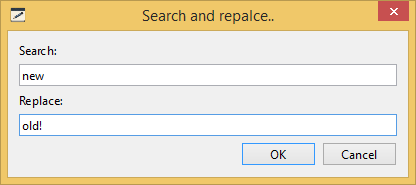 Search and repalce..
Search:
new
Replace:
old!
OK Cancel